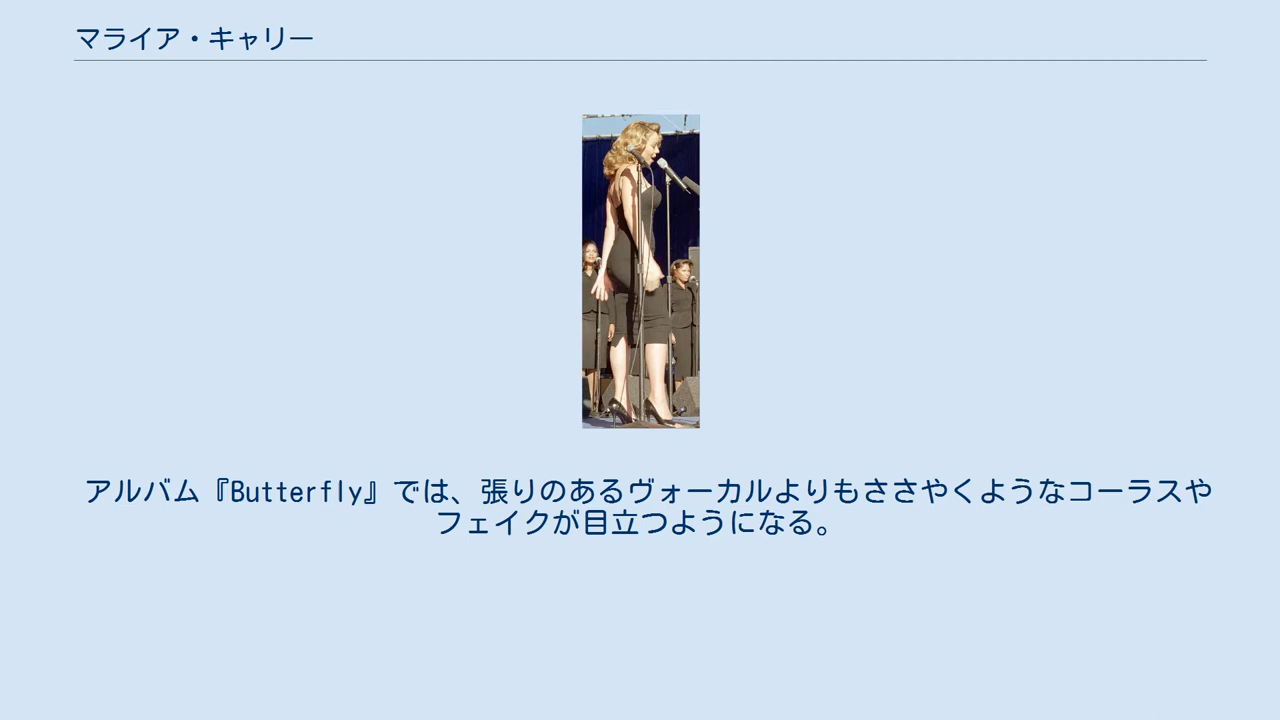 マライア・キャリー
アルバム『Butterfly』では、張りのあるヴォーカルよりもささやくようなコーラスや
フェイクが目立つようになる。